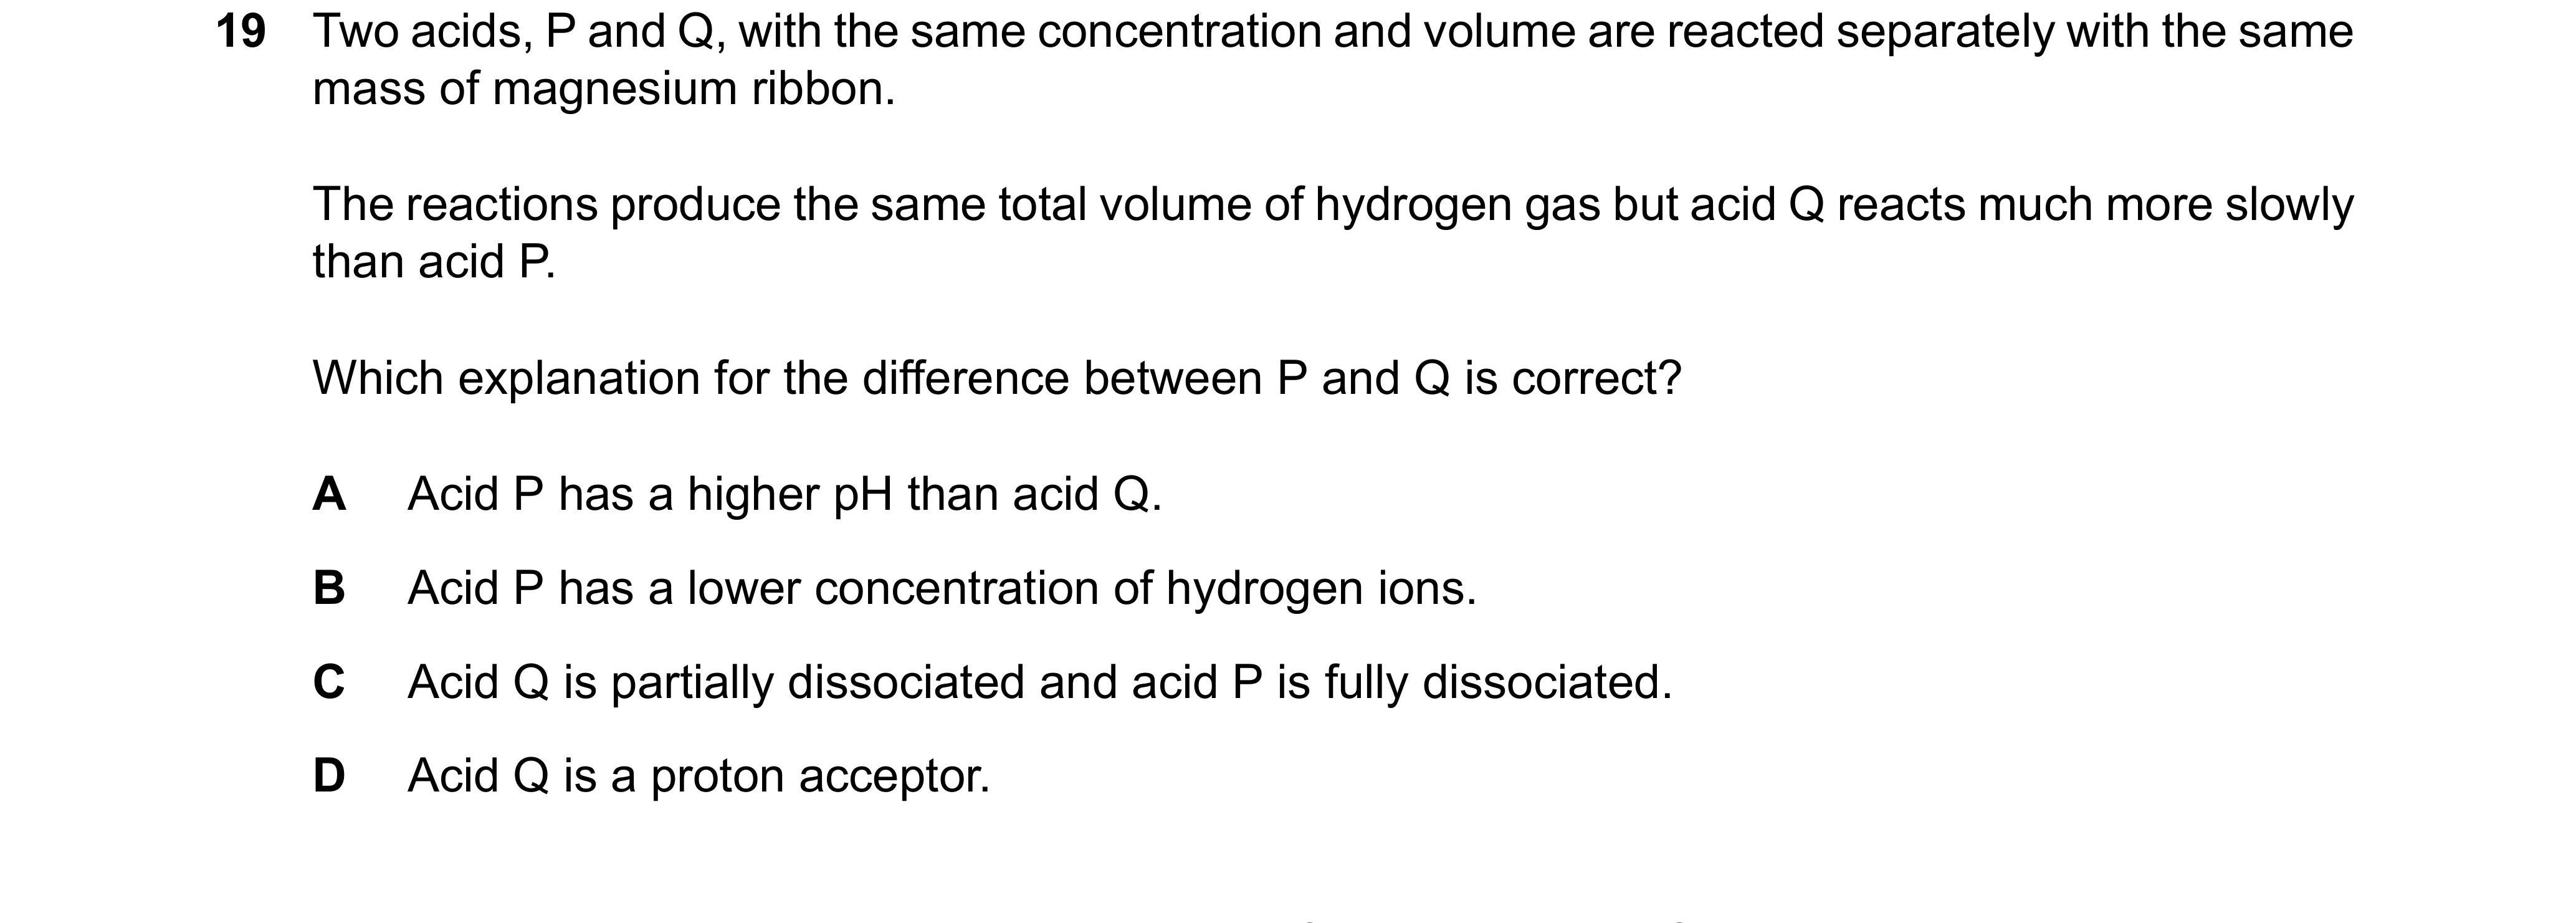 19 Two acids, P and Q, with the same concentration and volume are reacted separately with the same
mass of magnesium ribbon.
The reactions produce the same total volume of hydrogen gas but acid Q reacts much more slowly
than acid P.
Which explanation for the difference between P and Q is correct?
A Acid P has a higher pH than acid Q.
B Acid P has a lower concentration of hydrogen ions.
C Acid Q is partially dissociated and acid P is fully dissociated.
D Acid Q is a proton acceptor.